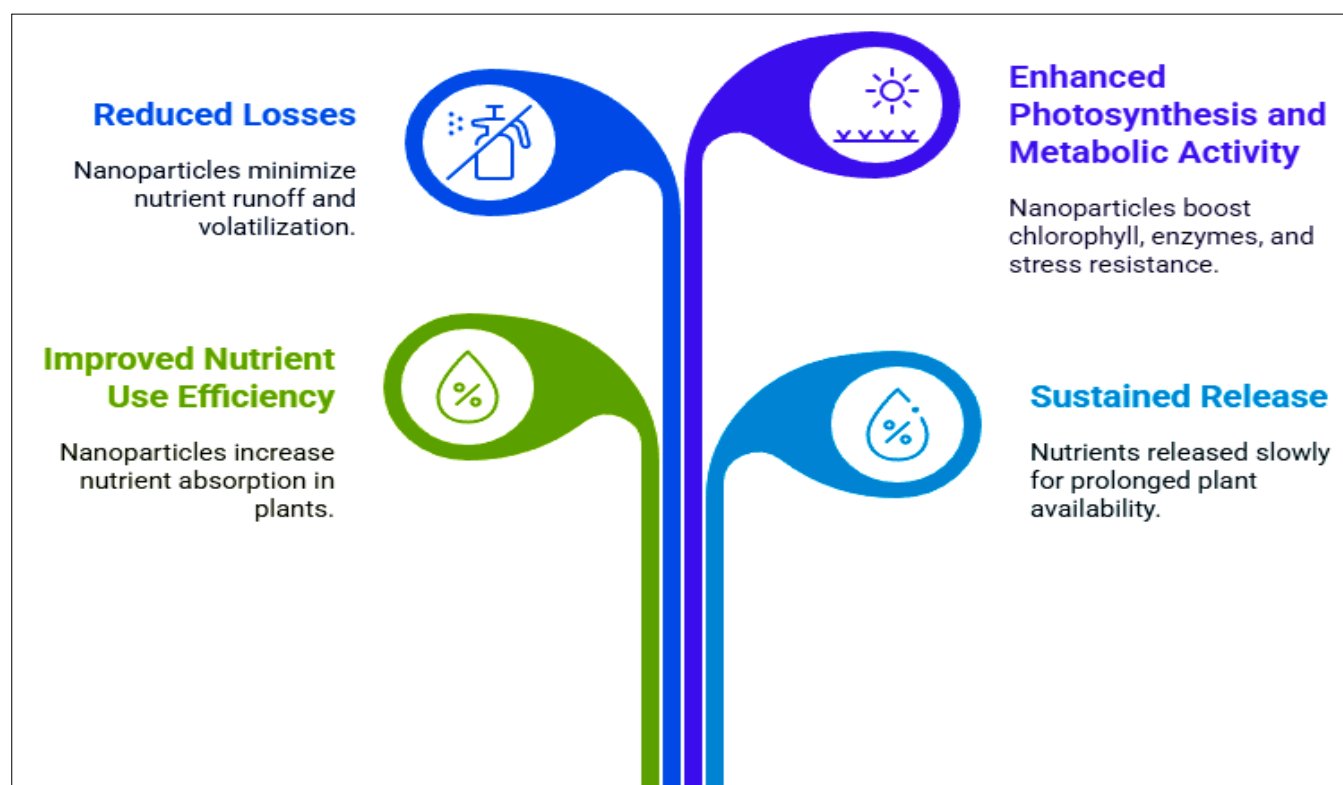 Reduced Losses
Nanoparticles minimize
nutrient runoff and
volatilization.
Enhanced
Photosynthesis and
Metabolic Activity
Nanoparticles boost
chlorophyll, enzymes, and
stress resistance.
Improved Nutrient
Use Efficiency
Nanoparticles increase
nutrient absorption in
plants.
Sustained Release
Nutrients released slowly
for prolonged plant
availability.